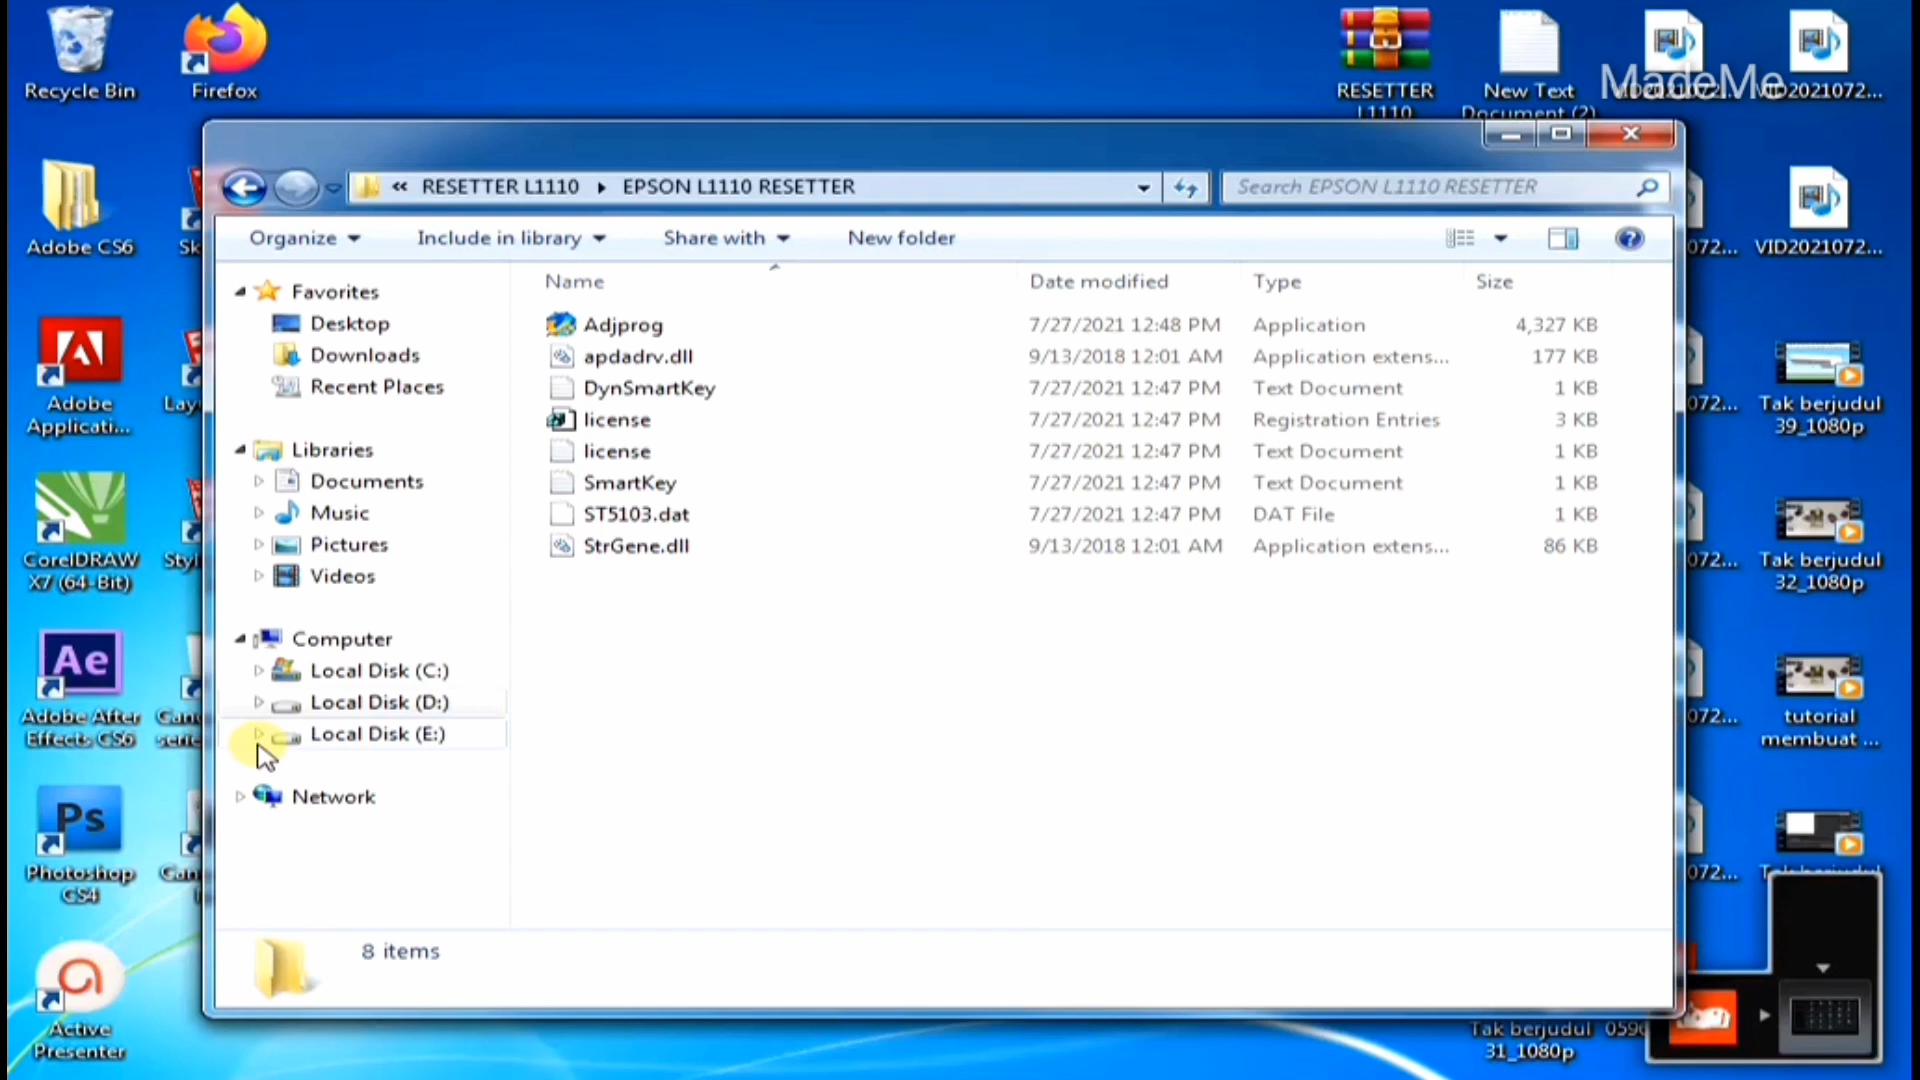 Recycle Bin
Firefox
RESETTER
L1110
New Text
Document (2)
MadeMe
VID2021072...
Adobe CS6
RESETTER L1110
EPSON L1110 RESETTER
Search EPSON L1110 RESETTER
VID2021072...
Organize
Include in library
Share with
New folder
Favorites
Desktop
Downloads
Recent Places
Libraries
Documents
Music
Pictures
Videos
Computer
Local Disk (C:)
Local Disk (D:)
Local Disk (E:)
Network
Name Date modified Type Size
Adjprog 7/27/2021 12:48 PM Application 4,327 KB
apdadrv.dll 9/13/2018 12:01 AM Application extens... 177 KB
DynSmartKey 7/27/2021 12:47 PM Text Document 1 KB
license 7/27/2021 12:47 PM Registration Entries 3 KB
license 7/27/2021 12:47 PM Text Document 1 KB
SmartKey 7/27/2021 12:47 PM Text Document 1 KB
ST5103.dat 7/27/2021 12:47 PM DAT File 1 KB
StrGene.dll 9/13/2018 12:01 AM Application extens... 86 KB
8 items
Adobe
Applicati...
CorelDRAW
X7 (64-Bit)
Ae
Adobe After
Effects CS6
Ps
Photoshop
CS4
Active
Presenter
Tak berjudul
39_1080p
Tak berjudul
32_1080p
tutorial
membuat ...
Tak berjudul
31_1080p